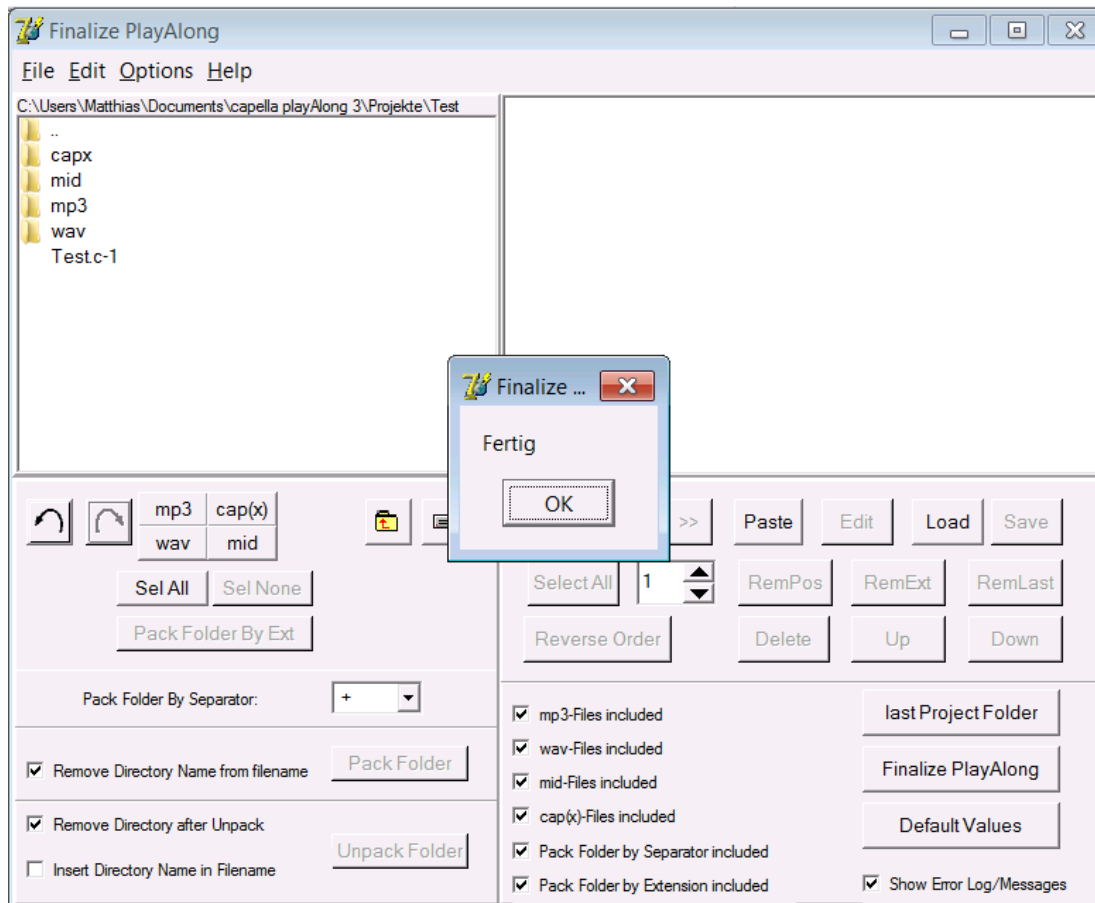 Finalize PlayAlong
File Edit Options Help
C:\Users\Matthias\Documents\capella playAlong 3\Projekte\Test
..
capx
mid
mp3
wav
Test.c-1
Finalize ...
Fertig
OK
mp3 cap(x)
wav mid
>> Paste Edit Load Save
Sel All Sel None
Select All 1 RemPos RemExt RemLast
Pack Folder By Ext
Reverse Order Delete Up Down
Pack Folder By Separator: +
Remove Directory Name from filename Pack Folder
Remove Directory after Unpack
Unpack Folder
Insert Directory Name in Filename
mp3-Files included
wav-Files included
mid-Files included
cap(x)-Files included
Pack Folder by Separator included
Pack Folder by Extension included
last Project Folder
Finalize PlayAlong
Default Values
Show Error Log/Messages